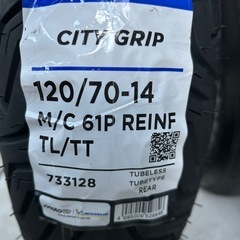 CITY GRIP
120/70-14
M/C 61P REINF
TL/TT
733128
TUBELESS
TUBETYPE
REAR